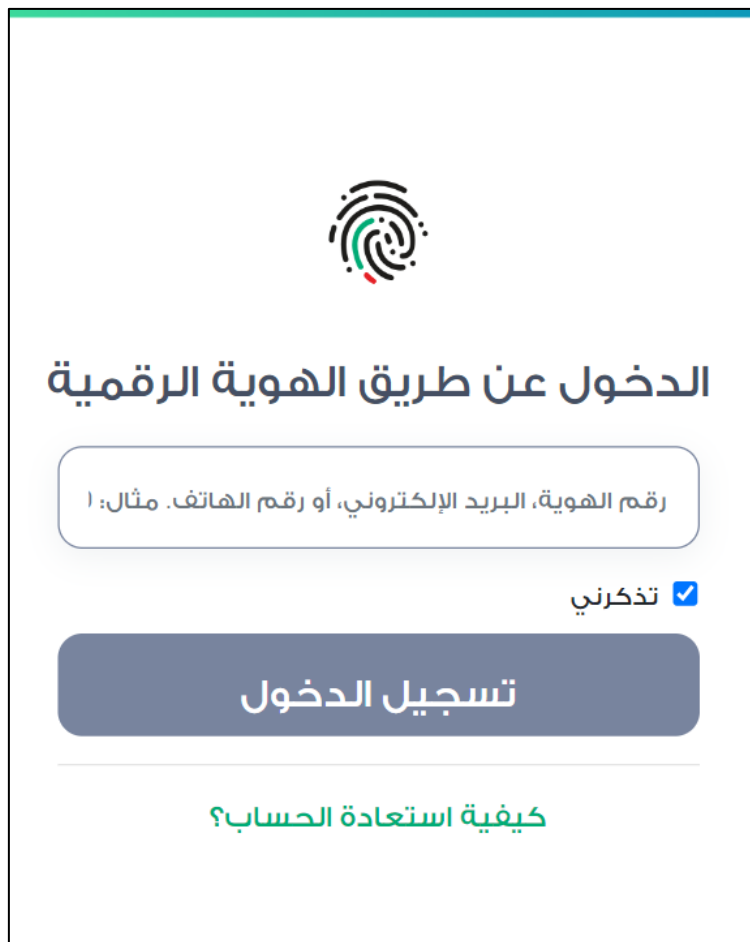 الدخول عن طريق الهوية الرقمية
رقم الهوية، البريد الإلكتروني، أو رقم الهاتف. مثال:
تذكرني
تسجيل الدخول
كيفية استعادة الحساب؟